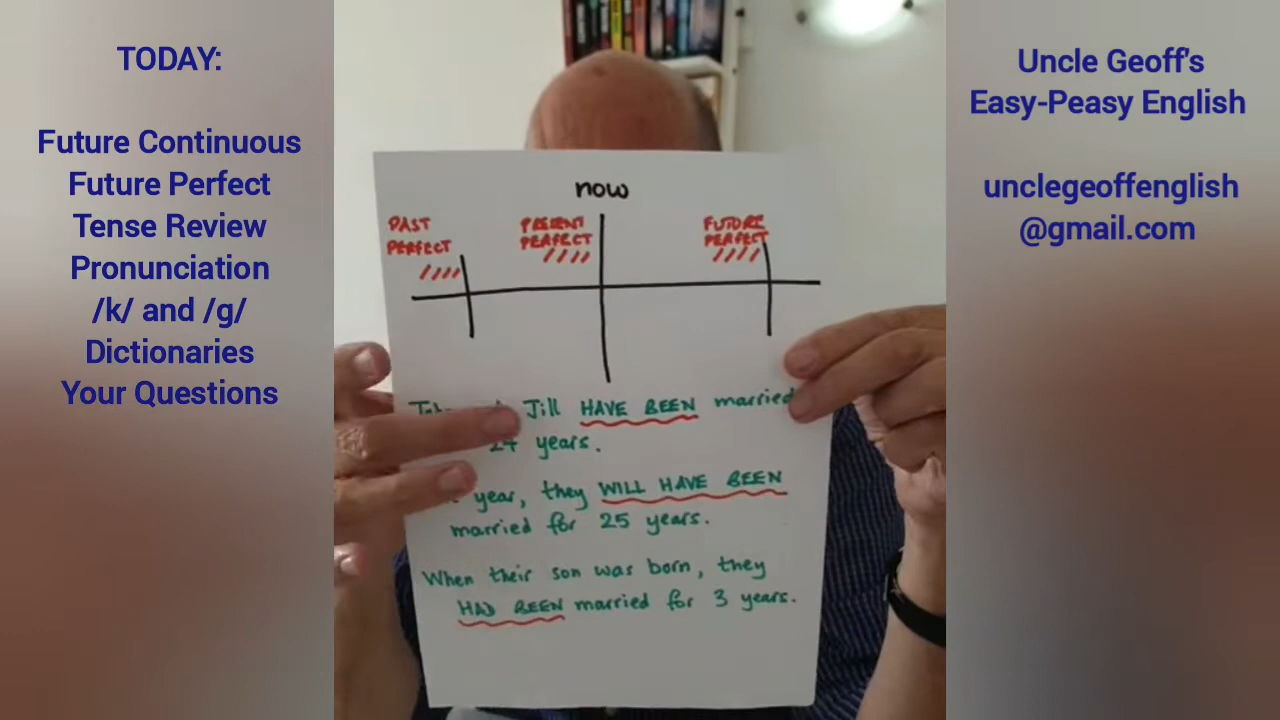 TODAY:
Future Continuous
Future Perfect
Tense Review
Pronunciation
/k/ and /g/
Dictionaries
Your Questions
Uncle Geoff's
Easy-Peasy English
unclegeoffenglish
@gmail.com
now
PAST
PERFECT
PRESENT
PERFECT
FUTURE
PERFECT
Jill HAVE BEEN married
24 years.
year, they WILL HAVE BEEN
married for 25 years.
When their son was born, they
HAD BEEN married for 3 years.